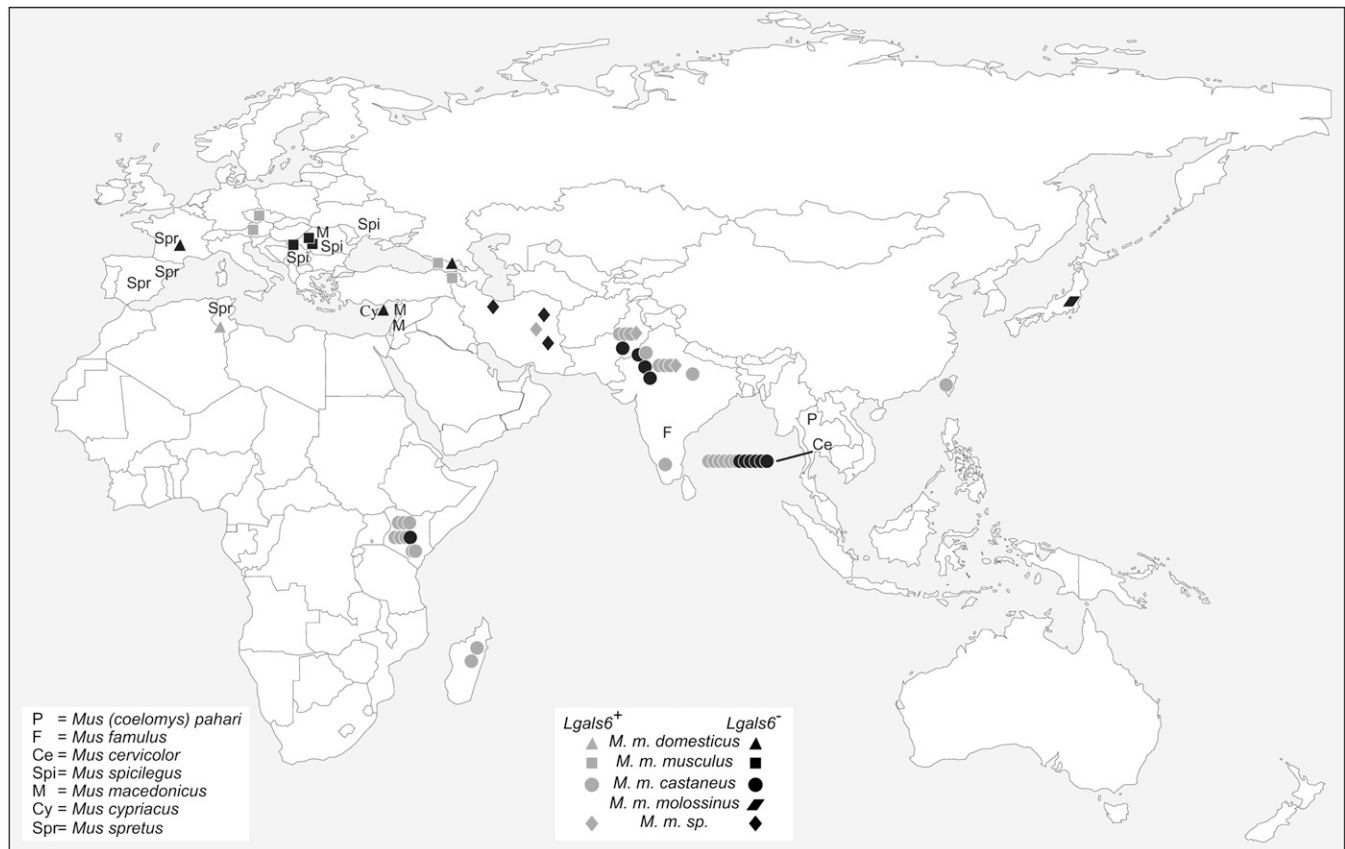 Spi
M
Spr
Spi
Spi
Spr
Spr
Spr
Cy M
M
P
F
Ce
P = Mus (coelomys) pahari
F = Mus famulus
Ce = Mus cervicolor
Spi = Mus spicilegus
M = Mus macedonicus
Cy = Mus cypriacus
Spr= Mus spretus
Lgals6+ Lgals6-
M. m. domesticus
M. m. musculus
M. m. castaneus
M. m. molossinus
M. m. sp.